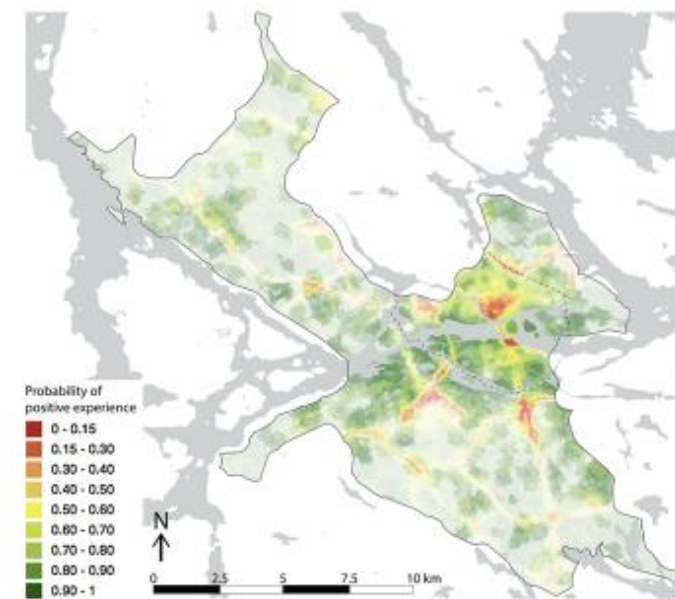 Probability of
positive experience
0 - 0.15
0.15 - 0.30
0.30 - 0.40
0.40 - 0.50
0.50 - 0.60
0.60 - 0.70
0.70 - 0.80
0.80 - 0.90
0.90 - 1
N
0 2.5 5 7.5 10 km